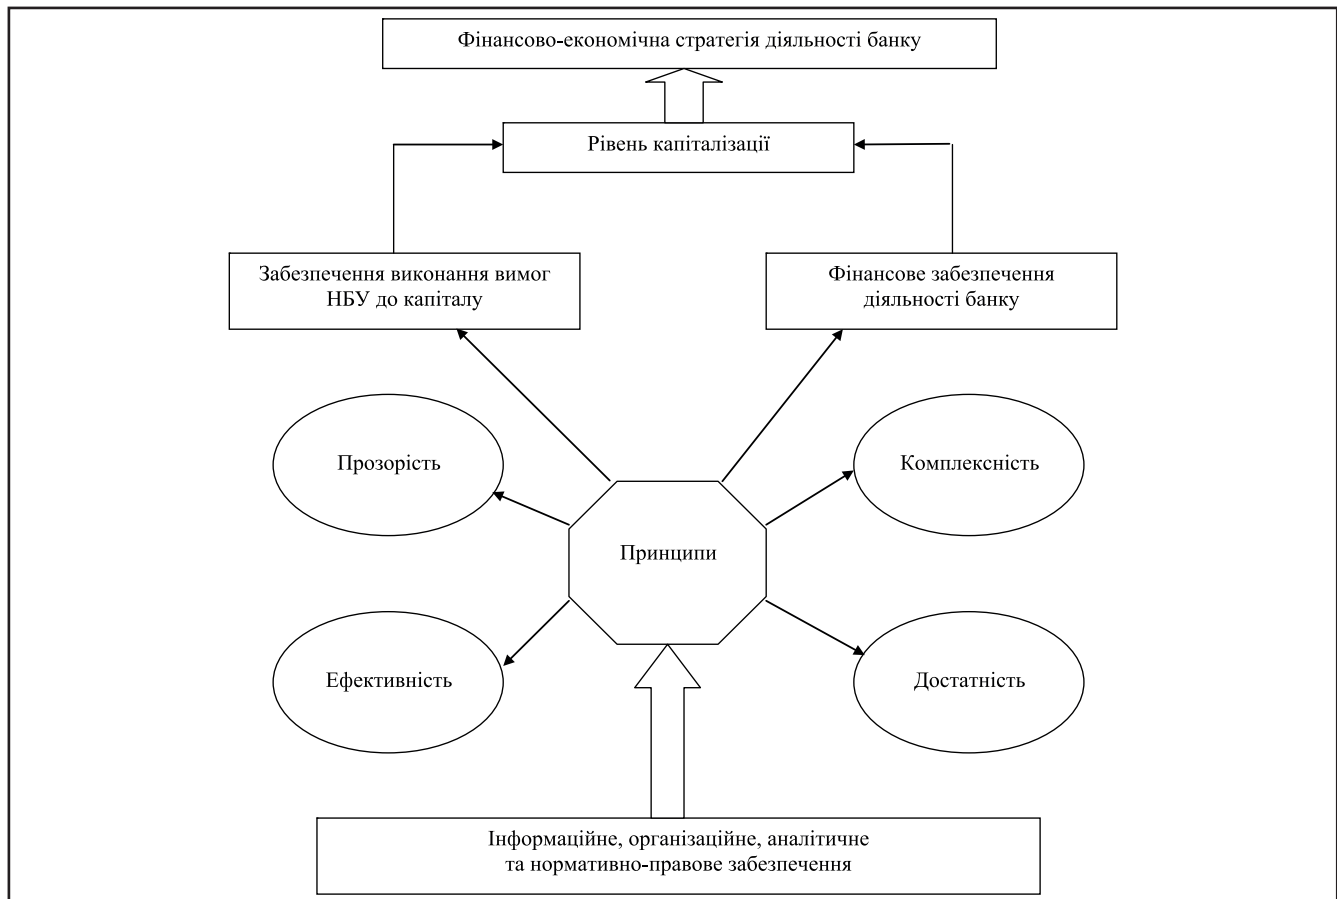 Фінансово-економічна стратегія діяльності банку
Рівень капіталізації
Забезпечення виконання вимог
НБУ до капіталу
Фінансове забезпечення
діяльності банку
Прозорість
Комплексність
Принципи
Ефективність
Достатність
Інформаційне, організаційне, аналітичне
та нормативно-правове забезпечення